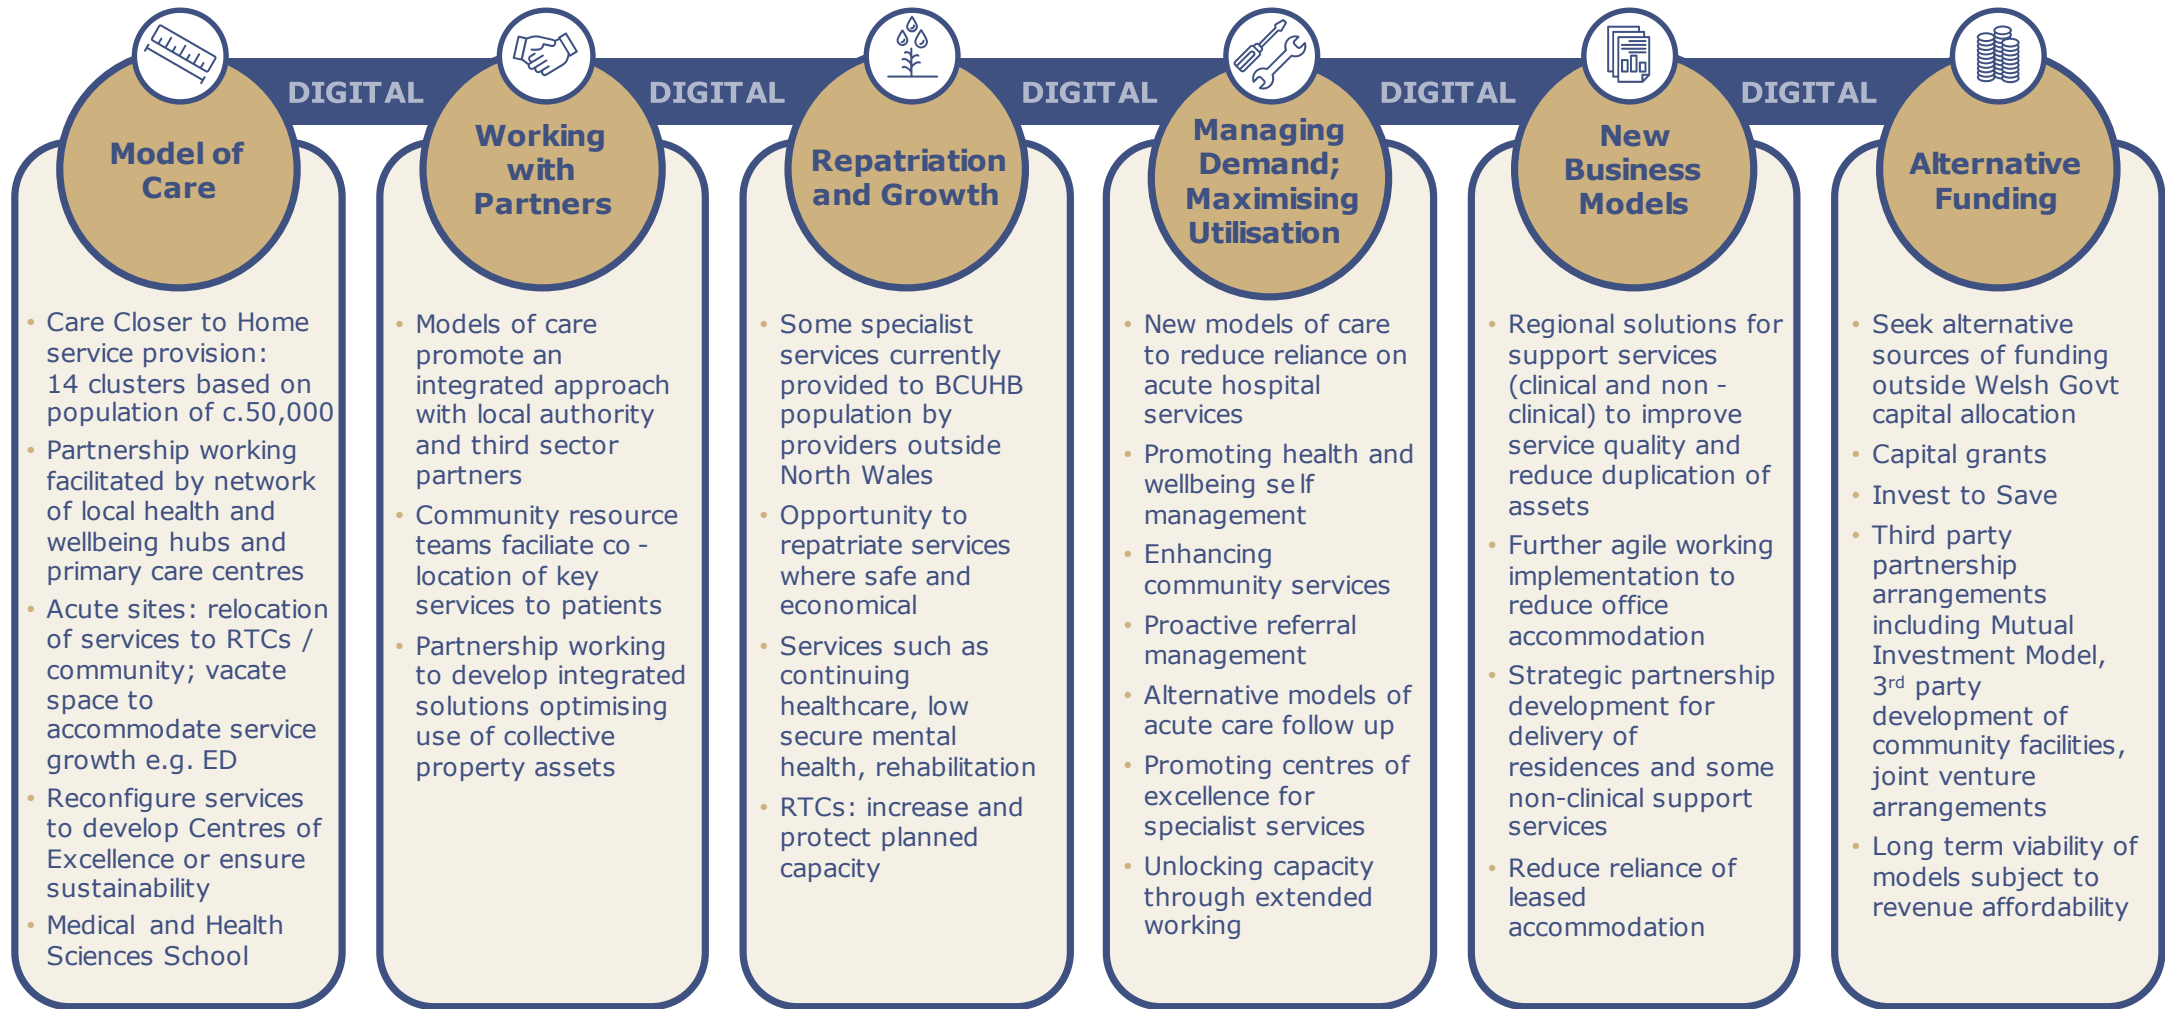 DIGITAL
DIGITAL
DIGITAL
DIGITAL
DIGITAL
Model of
Care
• Care Closer to Home
service provision:
14 clusters based on
population of c.50,000
• Partnership working
facilitated by network
of local health and
wellbeing hubs and
primary care centres
• Acute sites: relocation
of services to RTCs /
community; vacate
space to
accommodate service
growth e.g. ED
• Reconfigure services
to develop Centres of
Excellence or ensure
sustainability
• Medical and Health
Sciences School
Working
with
Partners
• Models of care
promote an
integrated approach
with local authority
and third sector
partners
• Community resource
teams faciliate co -
location of key
services to patients
• Partnership working
to develop integrated
solutions optimising
use of collective
property assets
Repatriation
and Growth
• Some specialist
services currently
provided to BCUHB
population by
providers outside
North Wales
• Opportunity to
repatriate services
where safe and
economical
• Services such as
continuing
healthcare, low
secure mental
health, rehabilitation
• RTCs: increase and
protect planned
capacity
Managing
Demand;
Maximising
Utilisation
• New models of care
to reduce reliance on
acute hospital
services
• Promoting health and
wellbeing self
management
• Enhancing
community services
• Proactive referral
management
• Alternative models of
acute care follow up
• Promoting centres of
excellence for
specialist services
• Unlocking capacity
through extended
working
New
Business
Models
• Regional solutions for
support services
(clinical and non -
clinical) to improve
service quality and
reduce duplication of
assets
• Further agile working
implementation to
reduce office
accommodation
• Strategic partnership
development for
delivery of
residences and some
non-clinical support
services
• Reduce reliance of
leased
accommodation
Alternative
Funding
• Seek alternative
sources of funding
outside Welsh Govt
capital allocation
• Capital grants
• Invest to Save
• Third party
partnership
arrangements
including Mutual
Investment Model,
3rd party
development of
community facilities,
joint venture
arrangements
• Long term viability of
models subject to
revenue affordability